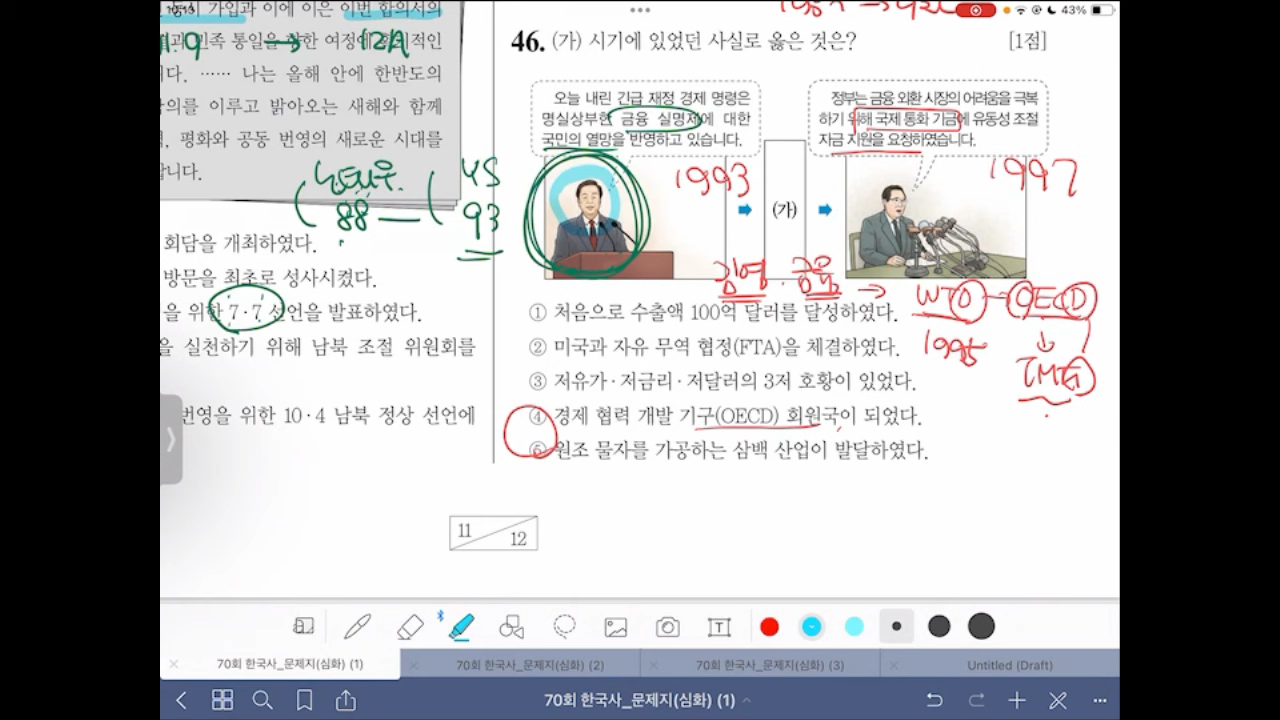 동시 가입과 이에 이은 이번 합의서의
민족 통일을 향한 여정에
니다. …… 나는 올해 안에 한반도의
의를 이루고 밝아오는 새해와 함께
평화와 공동 번영의 새로운 시대를
합니다.
12월
노태우
88
YS
93
회담을 개최하였다.
방문을 최초로 성사시켰다.
을 위한 7·7 선언을 발표하였다.
을 실천하기 위해 남북 조절 위원회를
번영을 위한 10·4 남북 정상 선언에
11
12
43%
46. (가) 시기에 있었던 사실로 옳은 것은? [1점]
오늘 내린 긴급 재정 경제 명령은
명실상부한 금융 실명제에 대한
국민의 열망을 반영하고 있습니다.
정부는 금융 외환 시장의 어려움을 극복
하기 위해 국제 통화 기금에 유동성 조절
자금 지원을 요청하였습니다.
1993
(가)
1997
김영. 금융 → WTO - OECD
1995
IMF
① 처음으로 수출액 100억 달러를 달성하였다.
② 미국과 자유 무역 협정(FTA)을 체결하였다.
③ 저유가·저금리·저달러의 3저 호황이 있었다.
④ 경제 협력 개발 기구(OECD) 회원국이 되었다.
⑤ 원조 물자를 가공하는 삼백 산업이 발달하였다.
70회 한국사_문제지(심화) (1)
70회 한국사_문제지(심화) (2)
70회 한국사_문제지(심화) (3)
Untitled (Draft)
70회 한국사_문제지(심화) (1)